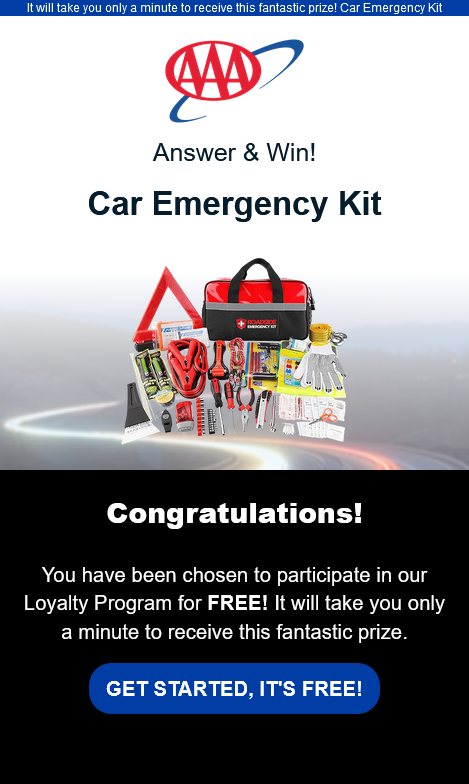 It will take you only a minute to receive this fantastic prize! Car Emergency Kit
AAA
Answer & Win!
Car Emergency Kit
ROADSIDE
EMERGENCY KIT
Congratulations!
You have been chosen to participate in our
Loyalty Program for FREE! It will take you only
a minute to receive this fantastic prize.
GET STARTED, IT'S FREE!